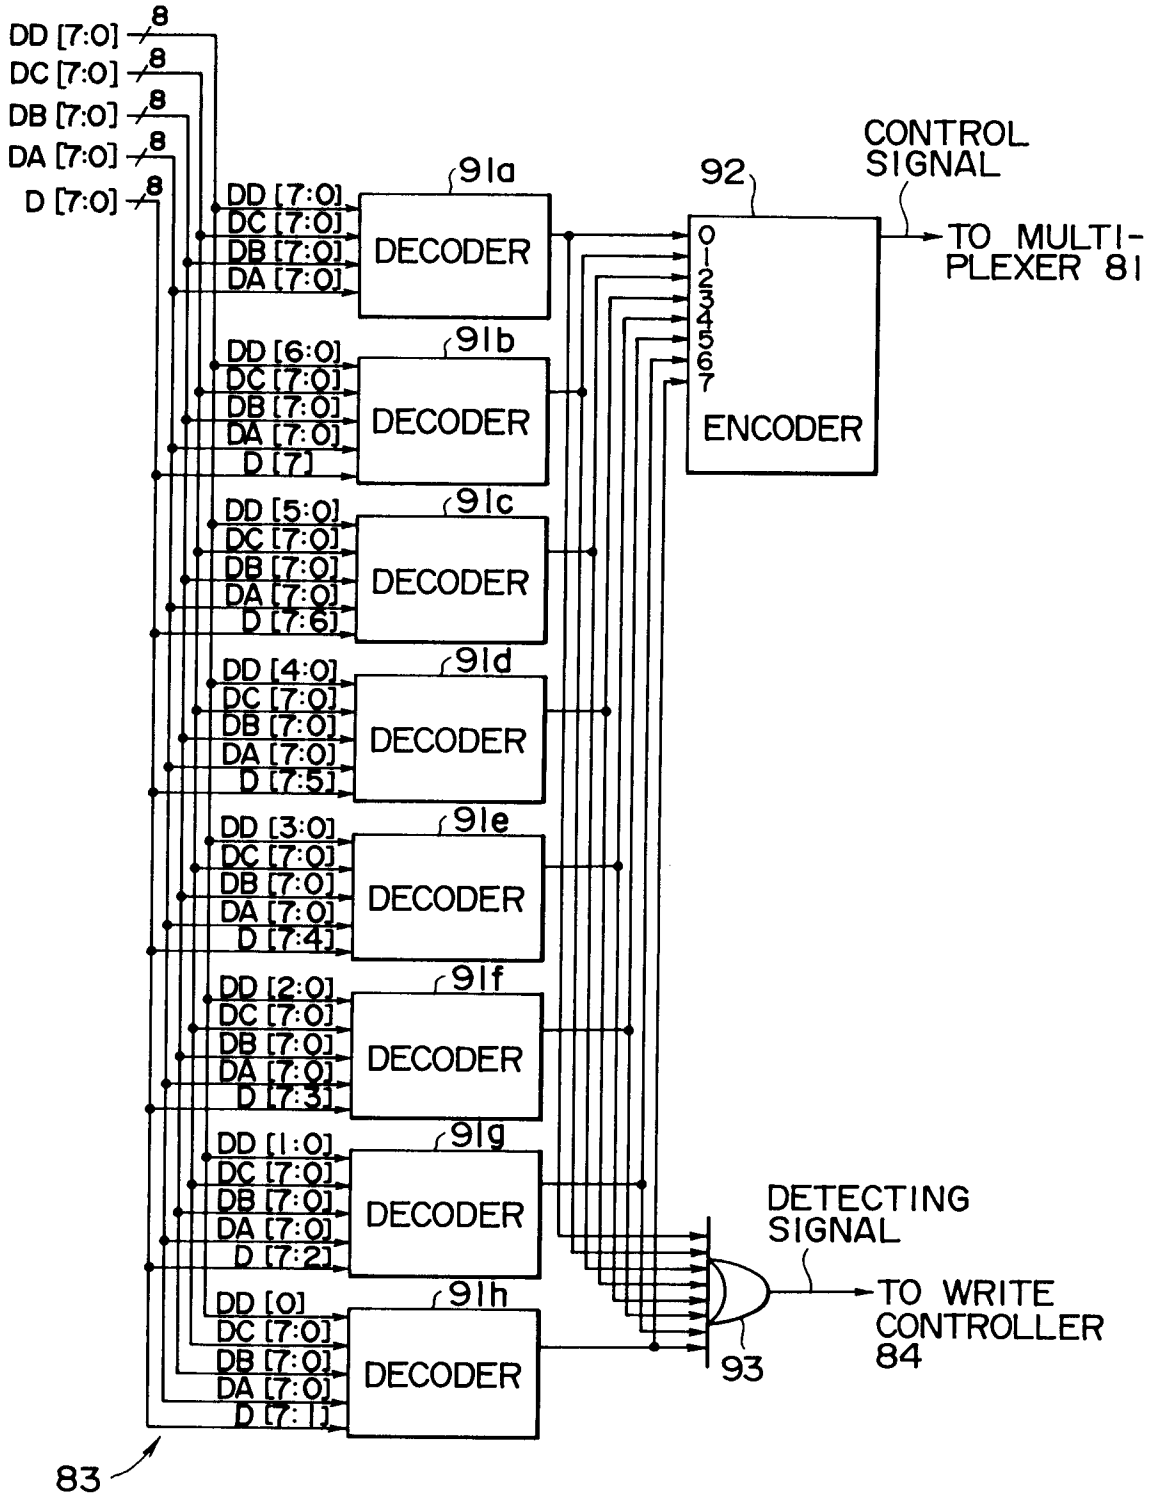 DD [7:0] 8
DC [7:0] 8
DB [7:0] 8
DA [7:0] 8
D [7:0] 8
91a
DD [7:0]
DC [7:0]
DB [7:0]
DA [7:0]
DECODER
91b
DD [6:0]
DC [7:0]
DB [7:0]
DA [7:0]
D [7]
DECODER
91c
DD [5:0]
DC [7:0]
DB [7:0]
DA [7:0]
D [7:6]
DECODER
91d
DD [4:0]
DC [7:0]
DB [7:0]
DA [7:0]
D [7:5]
DECODER
91e
DD [3:0]
DC [7:0]
DB [7:0]
DA [7:0]
D [7:4]
DECODER
91f
DD [2:0]
DC [7:0]
DB [7:0]
DA [7:0]
D [7:3]
DECODER
91g
DD [1:0]
DC [7:0]
DB [7:0]
DA [7:0]
D [7:2]
DECODER
91h
DD [0]
DC [7:0]
DB [7:0]
DA [7:0]
D [7:1]
DECODER
92
0
1
2
3
4
5
6
7
ENCODER
CONTROL
SIGNAL
TO MULTI-
PLEXER 81
DETECTING
SIGNAL
TO WRITE
CONTROLLER
84
93
83